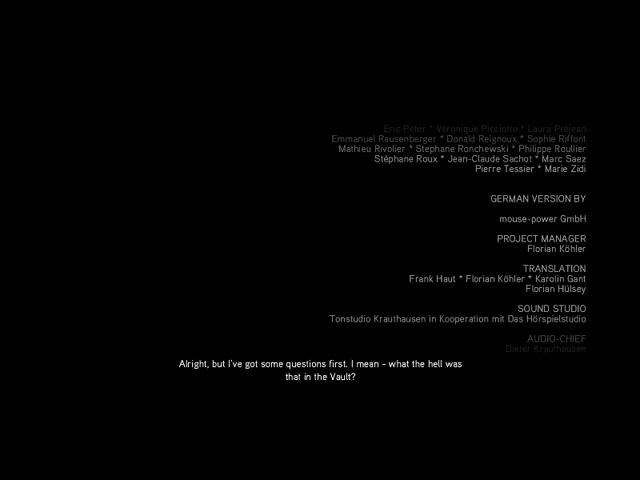 Eric Peter * Véronique Picciotto * Laura Préjean
Emmanuel Rausenberger * Donald Reignoux * Sophie Riffont
Mathieu Rivolier * Stephane Ronchewski * Philippe Roullier
Stéphane Roux * Jean-Claude Sachot * Marc Saez
Pierre Tessier * Marie Zidi
GERMAN VERSION BY
mouse-power GmbH
PROJECT MANAGER
Florian Köhler
TRANSLATION
Frank Haut * Florian Köhler * Karolin Gant
Florian Hülsey
SOUND STUDIO
Tonstudio Krauthausen in Kooperation mit Das Hörspielstudio
AUDIO-CHIEF
Dieter Krauthausen
Alright, but I've got some questions first. I mean - what the hell was
that in the Vault?